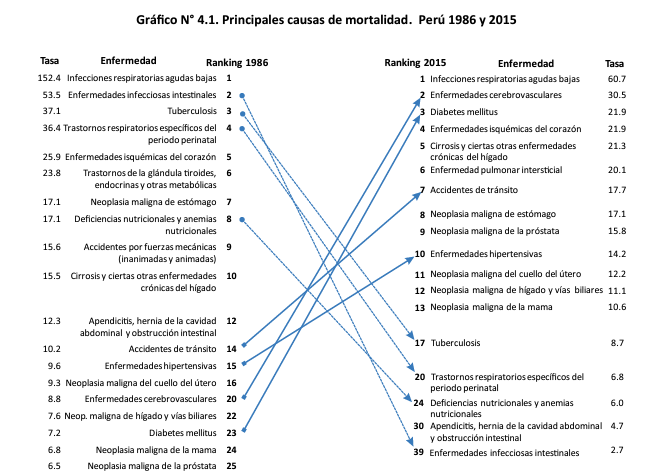 Gráfico N° 4.1. Principales causas de mortalidad. Perú 1986 y 2015
Tasa Enfermedad Ranking 1986
152.4 Infecciones respiratorias agudas bajas 1
53.5 Enfermedades infecciosas intestinales 2
37.1 Tuberculosis 3
36.4 Trastornos respiratorios específicos del 4
periodo perinatal
25.9 Enfermedades isquémicas del corazón 5
23.8 Trastornos de la glándula tiroides, 6
endocrinas y otras metabólicas
17.1 Neoplasia maligna de estómago 7
17.1 Deficiencias nutricionales y anemias 8
nutricionales
15.6 Accidentes por fuerzas mecánicas 9
(inanimadas y animadas)
15.5 Cirrosis y ciertas otras enfermedades 10
crónicas del hígado
12.3 Apendicitis, hernia de la cavidad 12
abdominal y obstrucción intestinal
10.2 Accidentes de tránsito 14
9.6 Enfermedades hipertensivas 15
9.3 Neoplasia maligna del cuello del útero 16
8.8 Enfermedades cerebrovasculares 20
7.6 Neop. maligna de hígado y vías biliares 22
7.2 Diabetes mellitus 23
6.8 Neoplasia maligna de la mama 24
6.5 Neoplasia maligna de la próstata 25
Ranking 2015 Enfermedad Tasa
1 Infecciones respiratorias agudas bajas 60.7
2 Enfermedades cerebrovasculares 30.5
3 Diabetes mellitus 21.9
4 Enfermedades isquémicas del corazón 21.9
5 Cirrosis y ciertas otras enfermedades 21.3
crónicas del hígado
6 Enfermedad pulmonar intersticial 20.1
7 Accidentes de tránsito 17.7
8 Neoplasia maligna de estómago 17.1
9 Neoplasia maligna de la próstata 15.8
10 Enfermedades hipertensivas 14.2
11 Neoplasia maligna del cuello del útero 12.2
12 Neoplasia maligna de hígado y vías biliares 11.1
13 Neoplasia maligna de la mama 10.6
17 Tuberculosis 8.7
20 Trastornos respiratorios específicos del 6.8
periodo perinatal
24 Deficiencias nutricionales y anemias 6.0
nutricionales
30 Apendicitis, hernia de la cavidad abdominal 4.7
y obstrucción intestinal
39 Enfermedades infecciosas intestinales 2.7